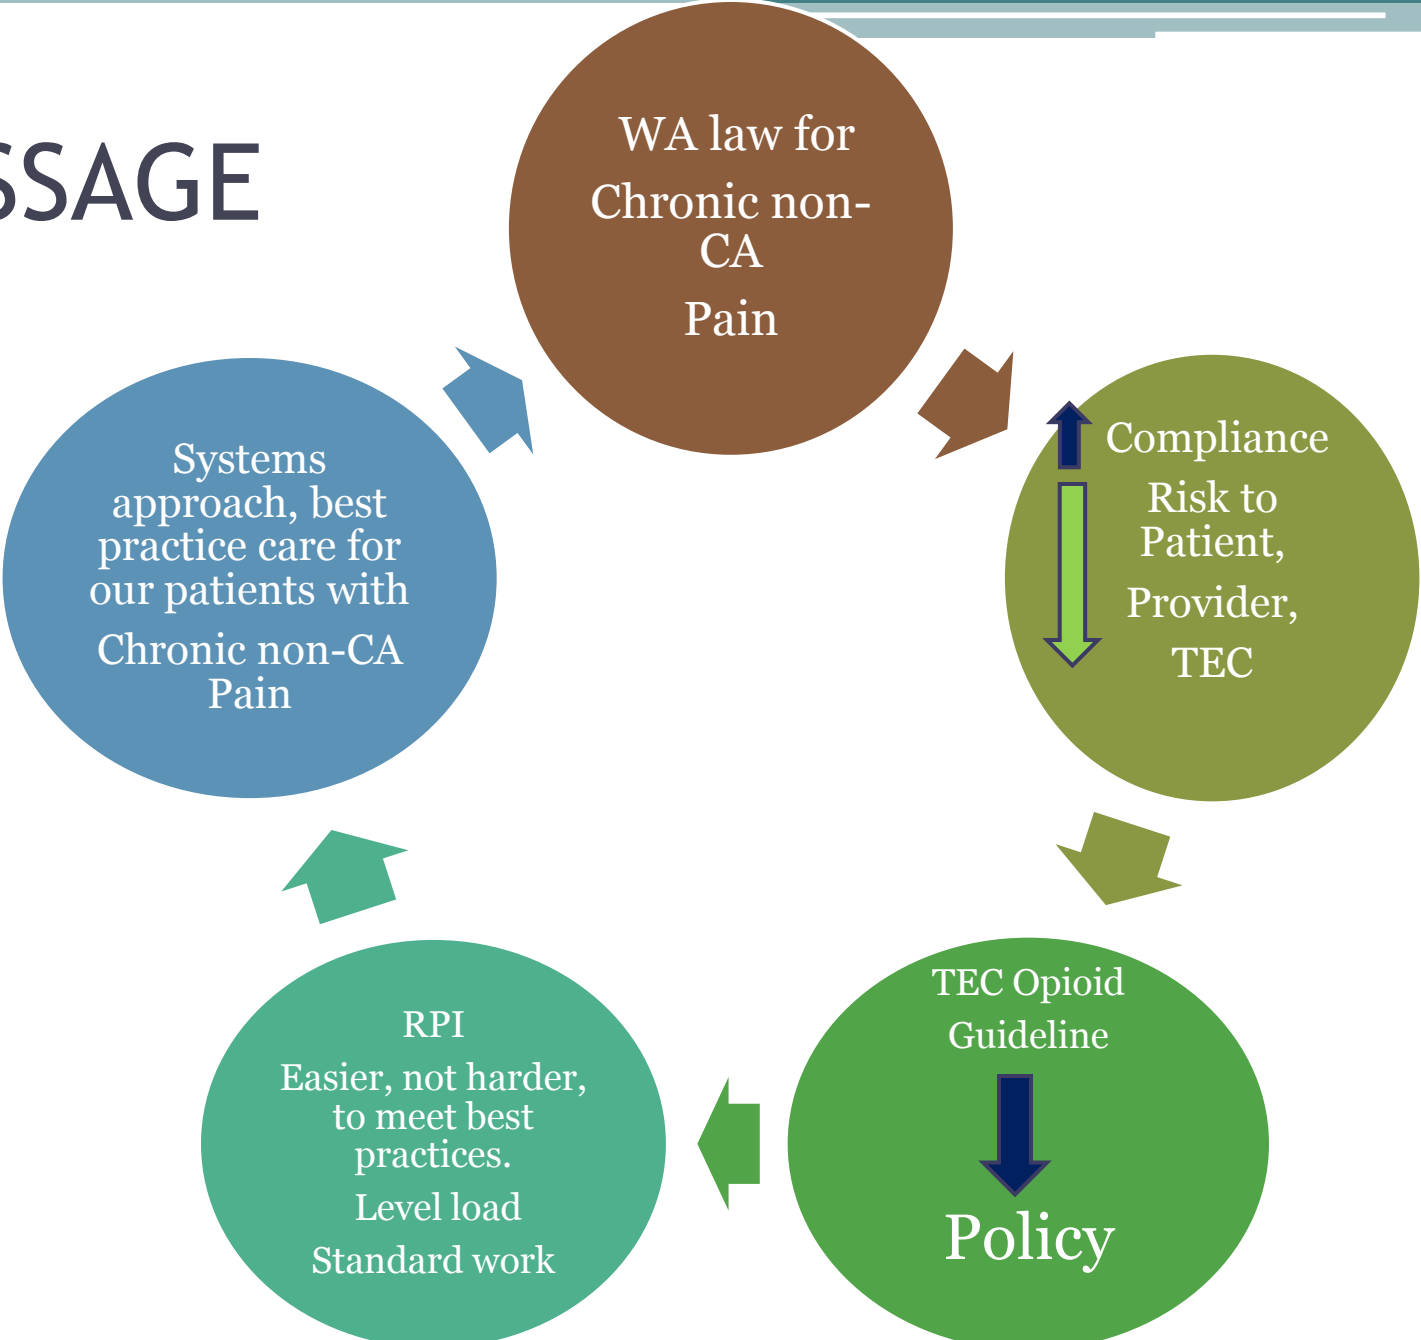 SSAGE
WA law for
Chronic non-
CA
Pain
Compliance
Risk to
Patient,
Provider,
TEC
TEC Opioid
Guideline
Policy
RPI
Easier, not harder,
to meet best
practices.
Level load
Standard work
Systems
approach, best
practice care for
our patients with
Chronic non-CA
Pain